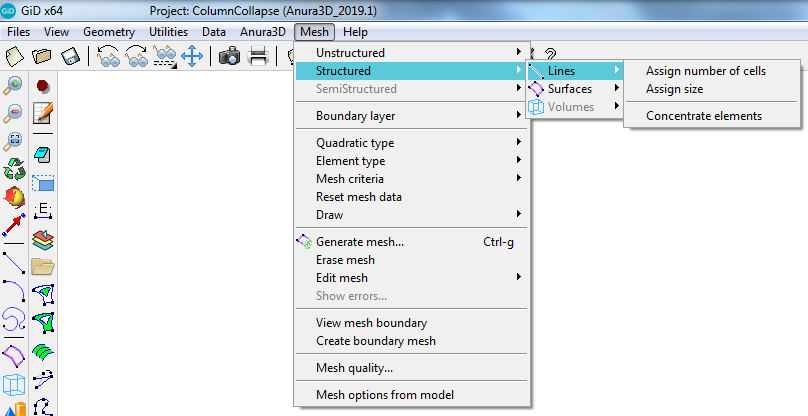 GiD x64 Project: ColumnCollapse (Anura3D_2019.1)
Files View Geometry Utilities Data Anura3D Mesh Help
Unstructured
Structured
SemiStructured
Boundary layer
Quadratic type
Element type
Mesh criteria
Reset mesh data
Draw
Generate mesh... Ctrl-g
Erase mesh
Edit mesh
Show errors...
View mesh boundary
Create boundary mesh
Mesh quality...
Mesh options from model
Lines
Surfaces
Volumes
Assign number of cells
Assign size
Concentrate elements
E